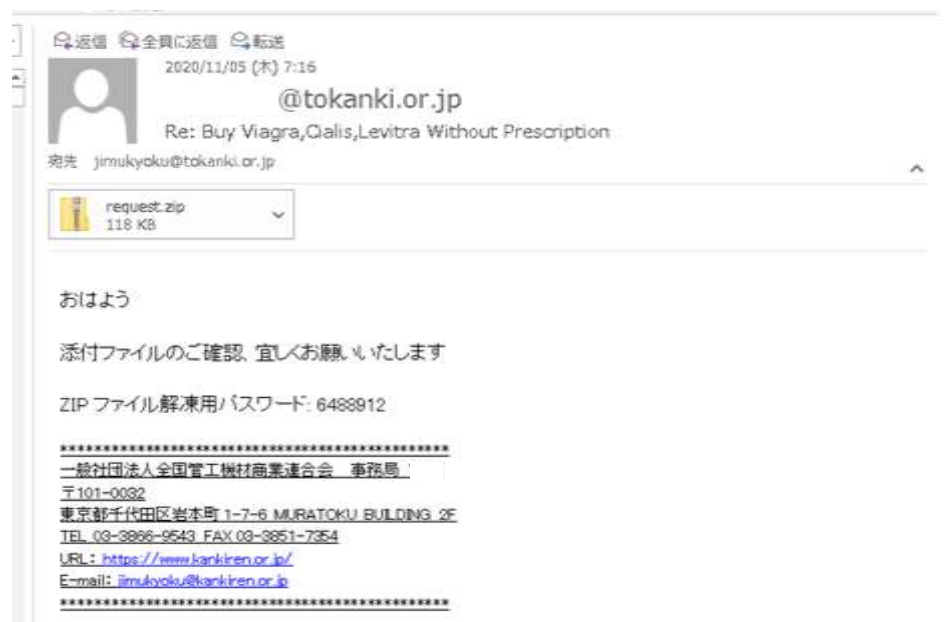 返信 全員に返信 転送
2020/11/05 (木) 7:16
@tokanki.or.jp
Re: Buy Viagra,Cialis,Levitra Without Prescription
宛先 jimukyoku@tokanki.or.jp
request.zip
118 KB
おはよう
添付ファイルのご確認、宜しくお願いいたします
ZIP ファイル解凍用パスワード: 6488912
***********************************************
一般社団法人全国管工機材商業連合会 事務局
〒101-0032
東京都千代田区岩本町 1-7-6 MURATOKU BUILDING 2F
TEL 03-3866-9543 FAX 03-3851-7354
URL: https://www.kankiren.or.jp/
E-mail: jimukyoku@kankiren.or.jp
***********************************************